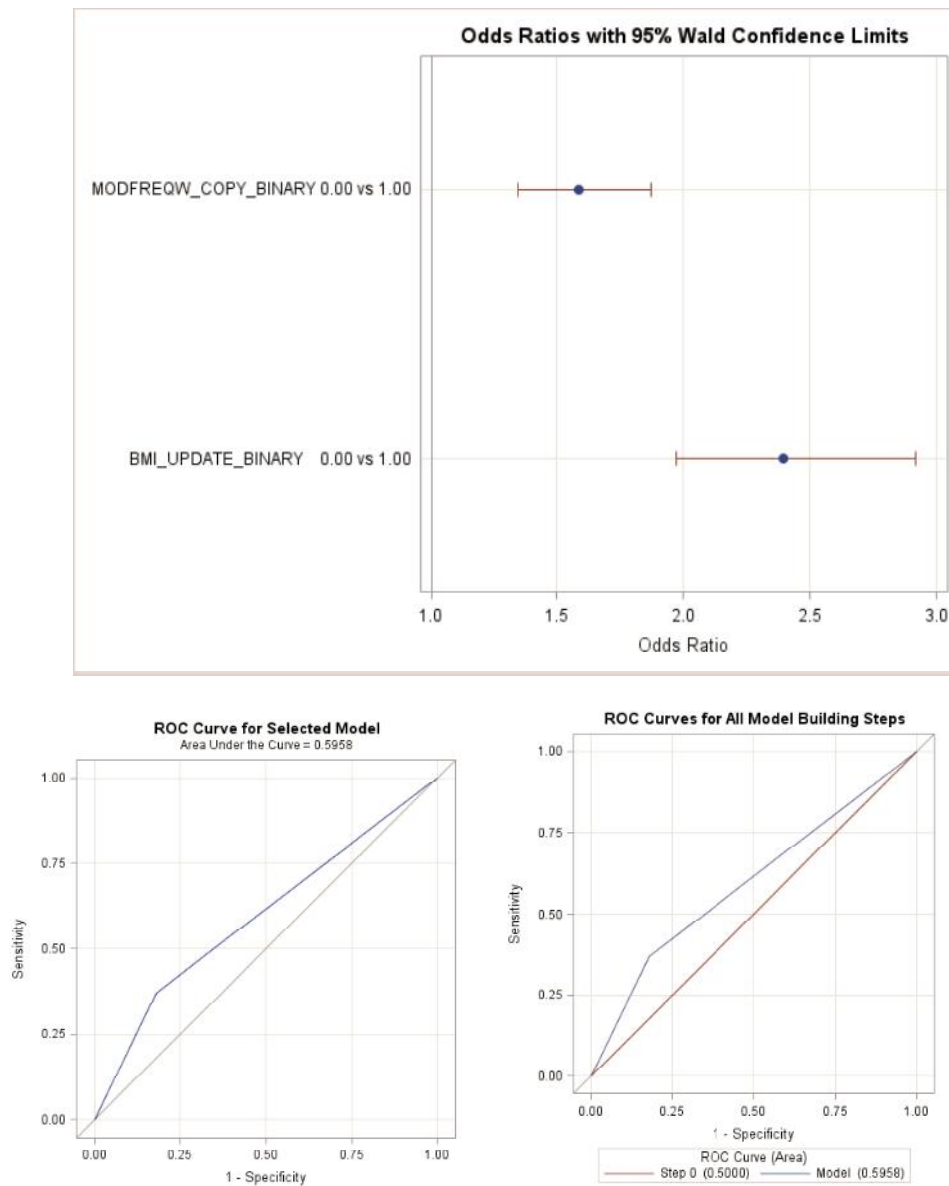 Odds Ratios with 95% Wald Confidence Limits
MODFREQW_COPY_BINARY 0.00 vs 1.00
BMI_UPDATE_BINARY 0.00 vs 1.00
1.0 1.5 2.0 2.5 3.0
Odds Ratio
ROC Curve for Selected Model
Area Under the Curve = 0.5958
1.00
0.75
0.50
0.25
0.00
Sensitivity
0.00 0.25 0.50 0.75 1.00
1 - Specificity
ROC Curves for All Model Building Steps
1.00
0.75
0.50
0.25
0.00
Sensitivity
0.00 0.25 0.50 0.75 1.00
1 - Specificity
ROC Curve (Area)
Step 0 (0.5000) Model (0.5958)